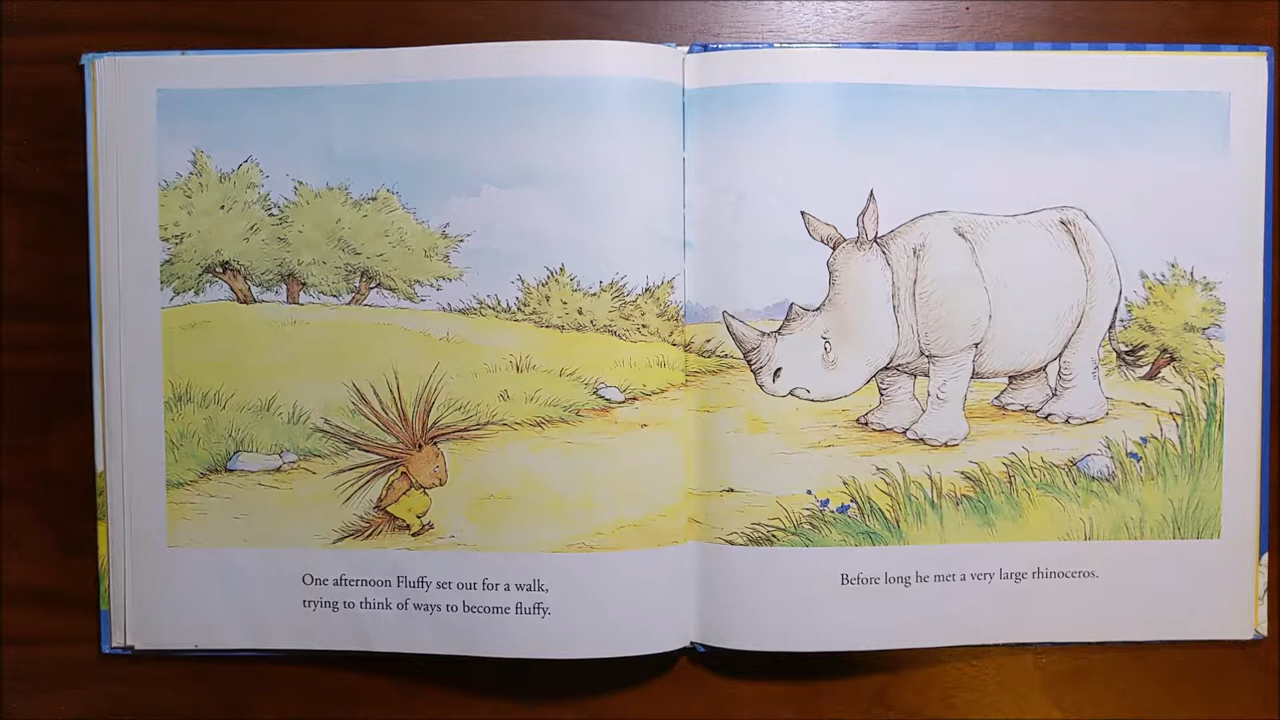 One afternoon Fluffy set out for a walk,
trying to think of ways to become fluffy.
Before long he met a very large rhinoceros.